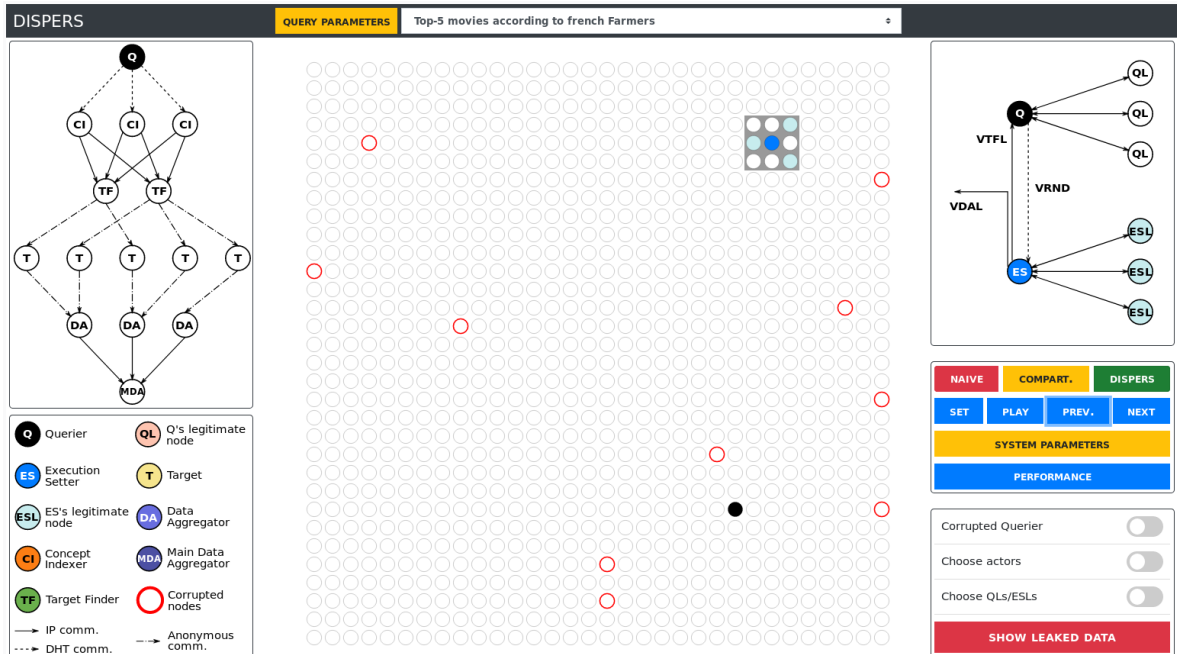 DISPERS
QUERY PARAMETERS
Top-5 movies according to french Farmers
Q
CI CI CI
TF TF
T T T T T
DA DA DA
MDA
Q Querier
QL Q's legitimate
node
ES Execution
Setter
T Target
ESL ES's legitimate
node
DA Data
Aggregator
CI Concept
Indexer
MDA Main Data
Aggregator
TF Target Finder
Corrupted
nodes
IP comm.
DHT comm.
Anonymous
comm.
QL
Q
QL
VTFL
QL
VRND
VDAL
ESL
ES
ESL
ESL
NAIVE COMPART. DISPERS
SET PLAY PREV. NEXT
SYSTEM PARAMETERS
PERFORMANCE
Corrupted Querier
Choose actors
Choose QLs/ESLs
SHOW LEAKED DATA